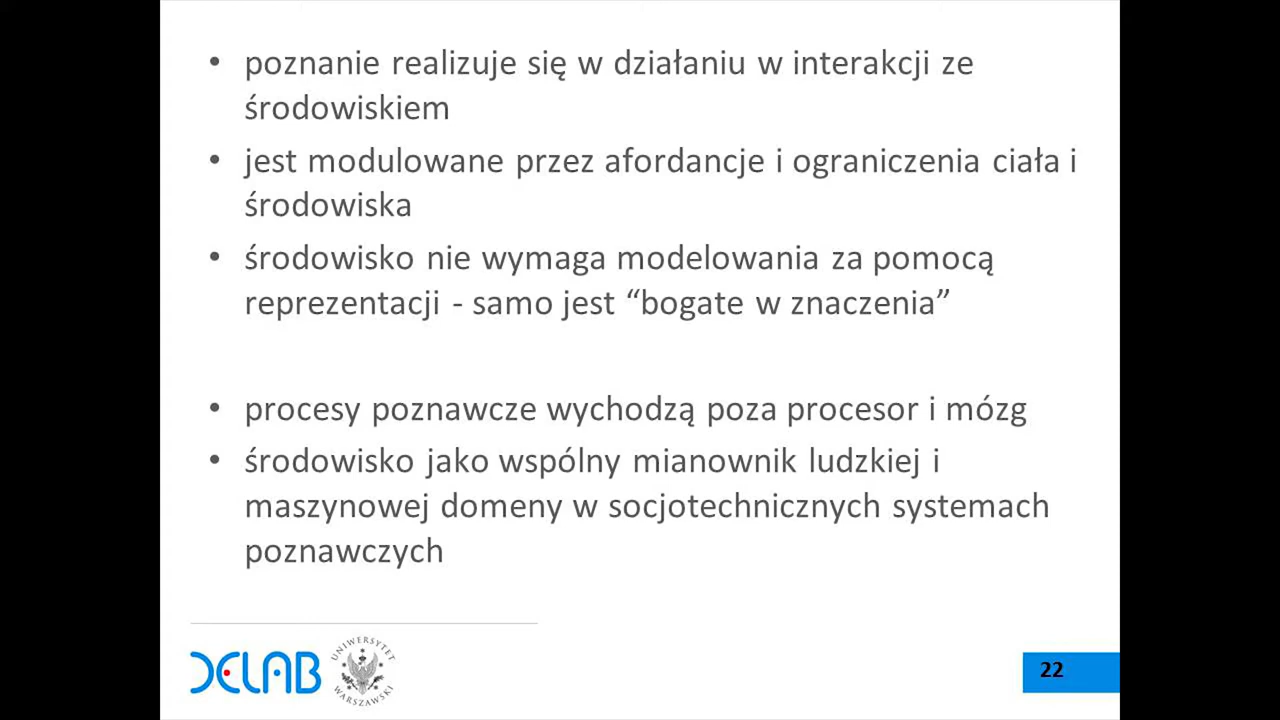 • poznanie realizuje się w działaniu w interakcji ze
środowiskiem
• jest modulowane przez afordancje i ograniczenia ciała i
środowiska
• środowisko nie wymaga modelowania za pomocą
reprezentacji - samo jest “bogate w znaczenia”
• procesy poznawcze wychodzą poza procesor i mózg
• środowisko jako wspólny mianownik ludzkiej i
maszynowej domeny w socjotechnicznych systemach
poznawczych
DELAB
UNIWERSYTET
WARSZAWSKI
22